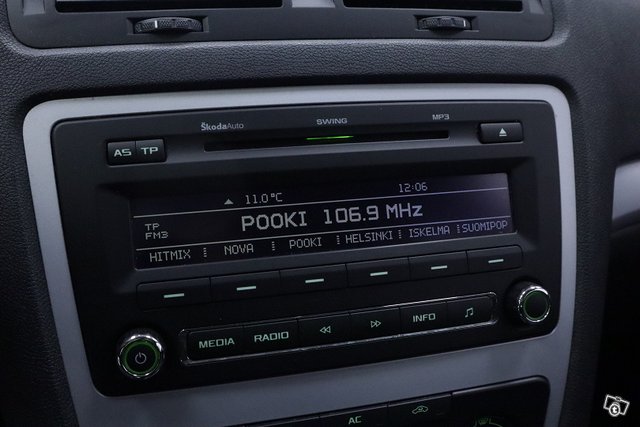 ŠkodaAuto SWING MP3
AS TP
11.0°C 12:06
TP
FM3
POOKI 106.9 MHz
HITMIX NOVA POOKI HELSINKI ISKELMA SUOMIPOP
MEDIA RADIO INFO
AC